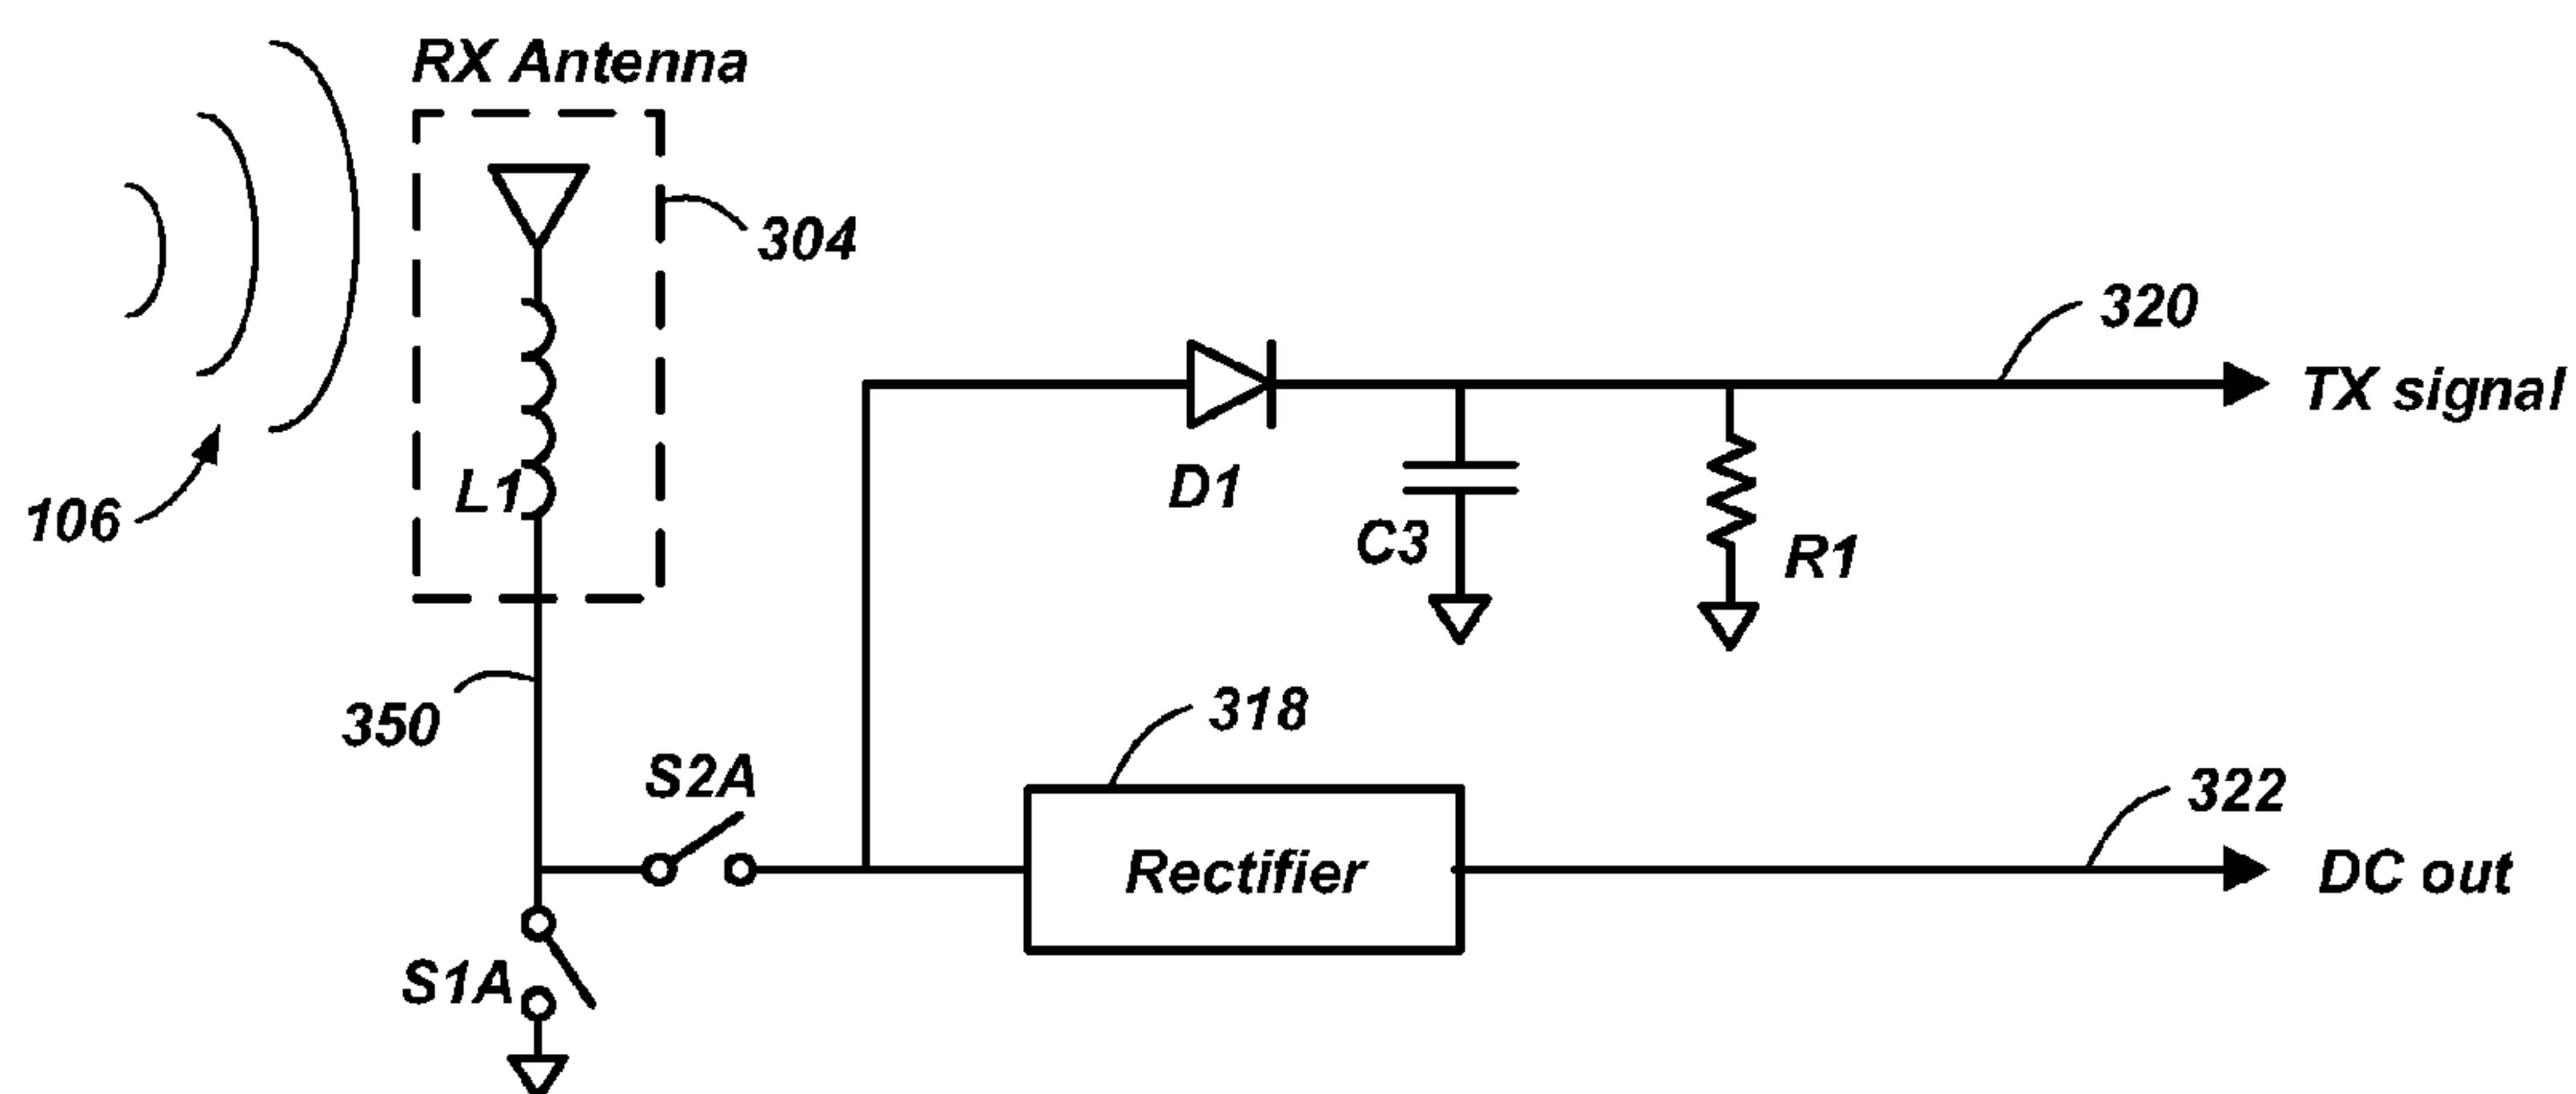 RX Antenna
304
320
TX signal
L1
D1
106
C3
R1
350
318
S2A
322
Rectifier
DC out
S1A